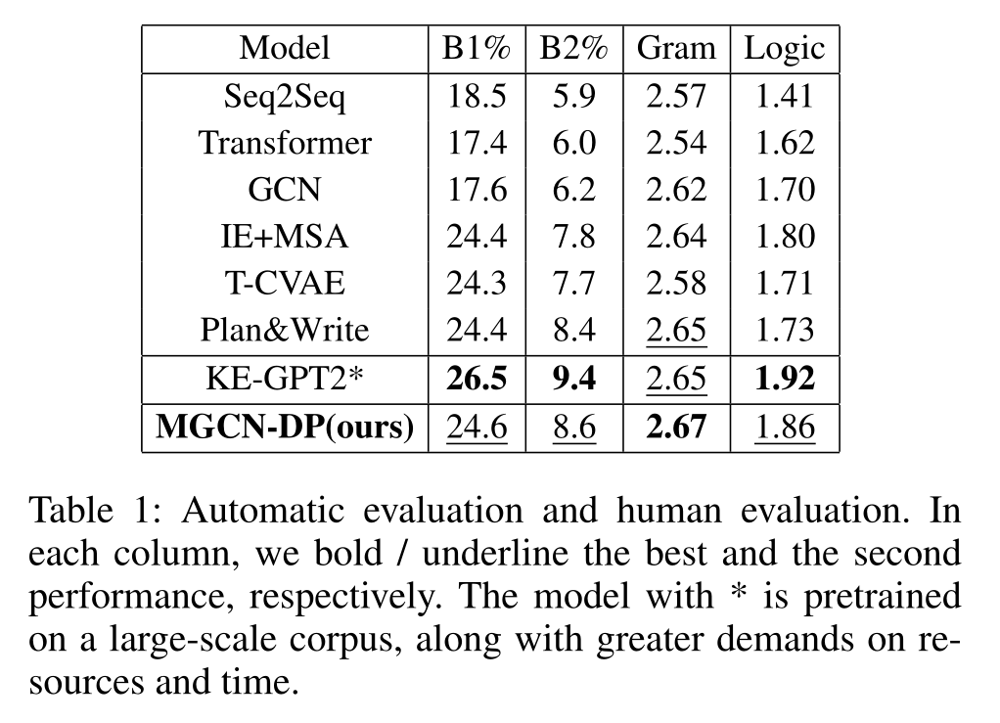 Model B1% B2% Gram Logic
Seq2Seq 18.5 5.9 2.57 1.41
Transformer 17.4 6.0 2.54 1.62
GCN 17.6 6.2 2.62 1.70
IE+MSA 24.4 7.8 2.64 1.80
T-CVAE 24.3 7.7 2.58 1.71
Plan&Write 24.4 8.4 2.65 1.73
KE-GPT2* 26.5 9.4 2.65 1.92
MGCN-DP(ours) 24.6 8.6 2.67 1.86
Table 1: Automatic evaluation and human evaluation. In
each column, we bold / underline the best and the second
performance, respectively. The model with * is pretrained
on a large-scale corpus, along with greater demands on re-
sources and time.